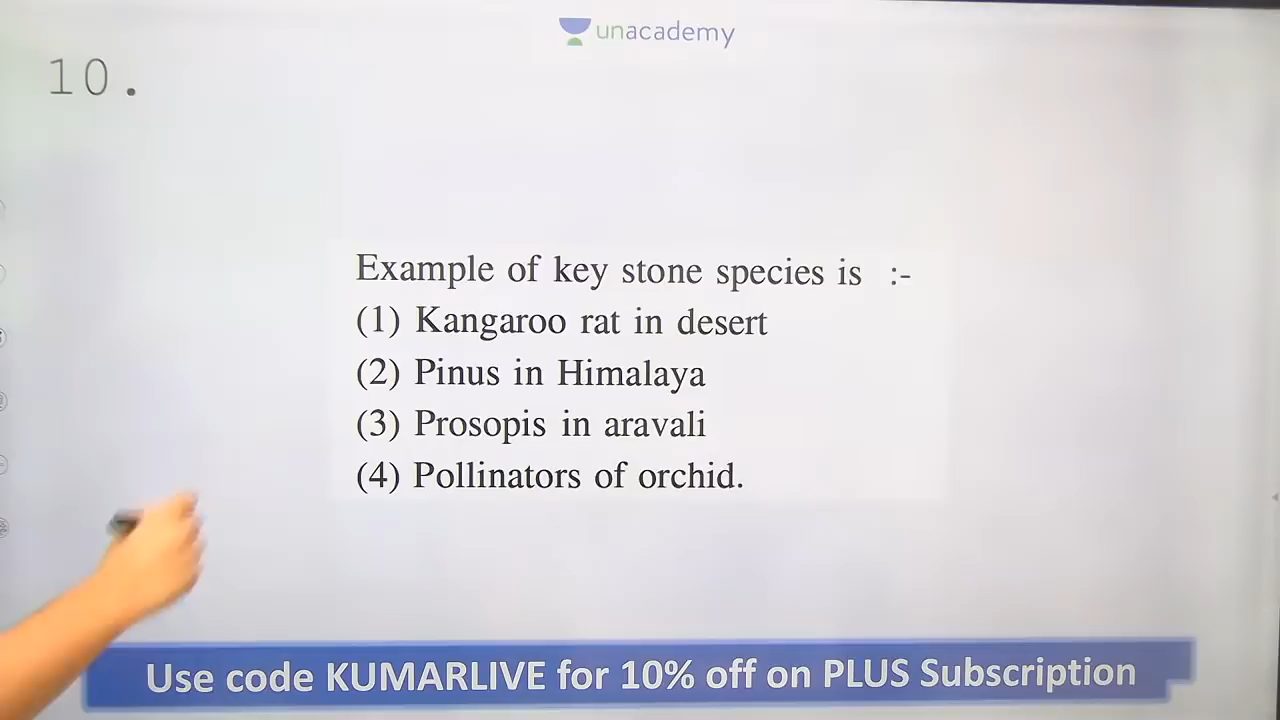 unacademy
10.
Example of key stone species is :-
(1) Kangaroo rat in desert
(2) Pinus in Himalaya
(3) Prosopis in aravali
(4) Pollinators of orchid.
Use code KUMARLIVE for 10% off on PLUS Subscription